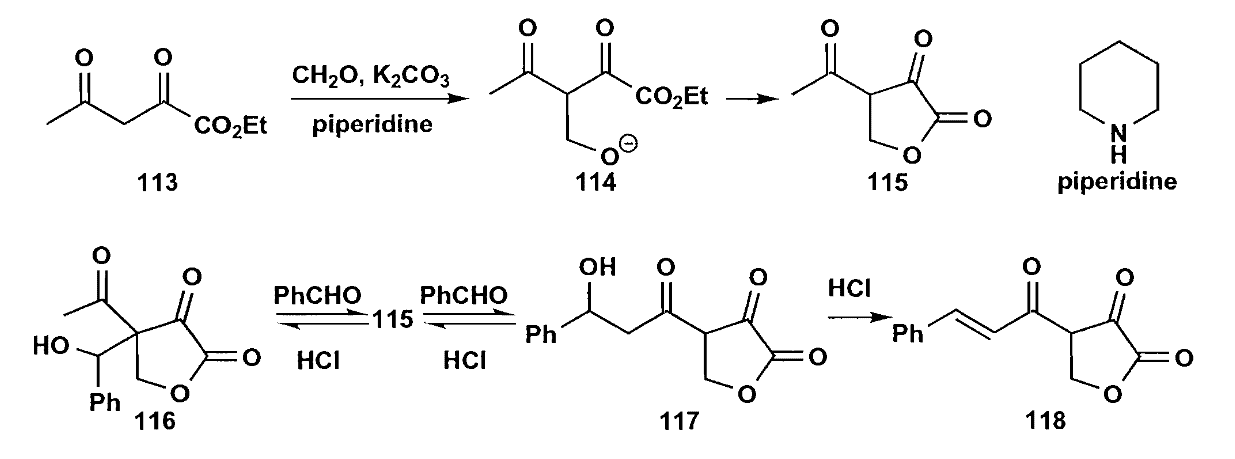 O O CO₂Et
113
CH₂O, K₂CO₃
piperidine
O O CO₂Et O⊖
114
O O O O
115
N
H
piperidine
O O O O HO Ph
116
PhCHO
HCl
115
PhCHO
HCl
OH O O O O Ph
117
HCl
O O O O Ph
118